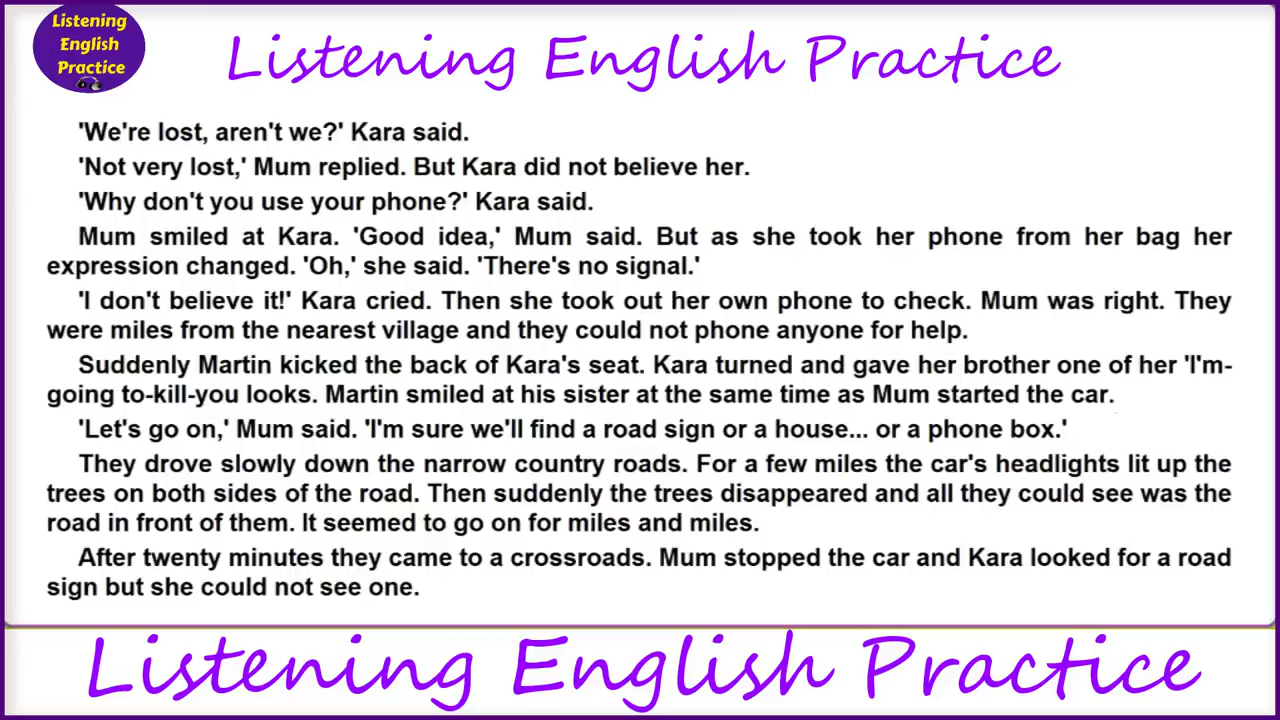 Listening
English
Practice
Listening English Practice
'We're lost, aren't we?' Kara said.
'Not very lost,' Mum replied. But Kara did not believe her.
'Why don't you use your phone?' Kara said.
Mum smiled at Kara. 'Good idea,' Mum said. But as she took her phone from her bag her
expression changed. 'Oh,' she said. 'There's no signal.'
'I don't believe it!' Kara cried. Then she took out her own phone to check. Mum was right. They
were miles from the nearest village and they could not phone anyone for help.
Suddenly Martin kicked the back of Kara's seat. Kara turned and gave her brother one of her 'I'm-
going to-kill-you looks. Martin smiled at his sister at the same time as Mum started the car.
'Let's go on,' Mum said. 'I'm sure we'll find a road sign or a house... or a phone box.'
They drove slowly down the narrow country roads. For a few miles the car's headlights lit up the
trees on both sides of the road. Then suddenly the trees disappeared and all they could see was the
road in front of them. It seemed to go on for miles and miles.
After twenty minutes they came to a crossroads. Mum stopped the car and Kara looked for a road
sign but she could not see one.
Listening English Practice